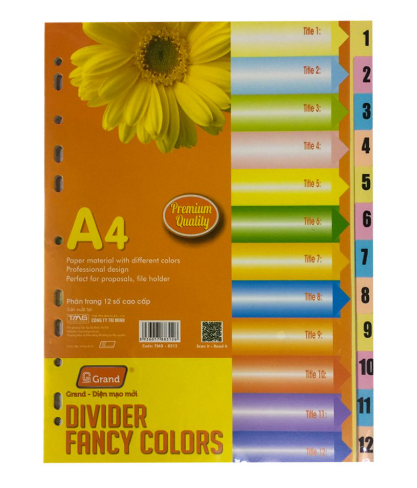 Title 1:
1
Title 2:
2
Title 3:
3
Title 4:
4
Title 5:
5
Title 6:
6
Title 7:
7
Title 8:
8
Title 9:
9
Title 10:
10
Title 11:
11
Title 12:
12
Premium
Quality
A4
Paper material with different colors
Professional design
Perfect for proposals, file holder
Phân trang 12 số cao cấp
TMG
Grand
Grand - Diện mạo mới
DIVIDER
FANCY COLORS